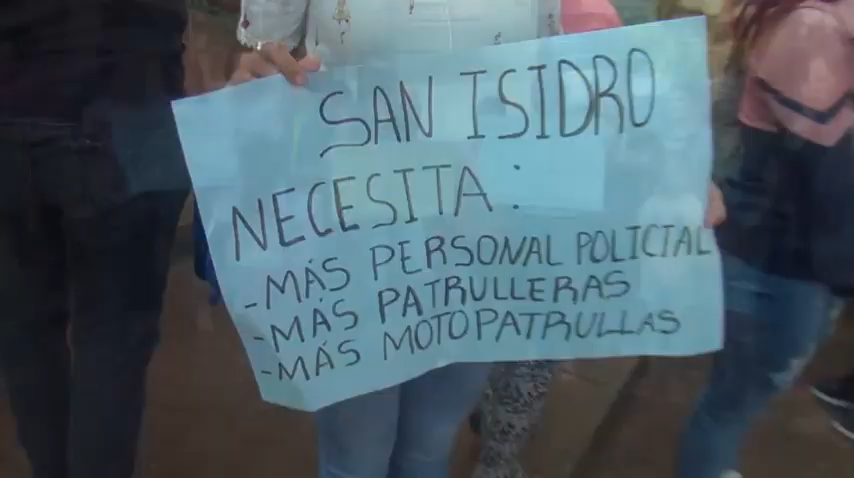 SAN ISIDRO
NECESITA:
-MÁS PERSONAL POLICIAL
-MÁS PATRULLERAS
-MÁS MOTOPATRULLAS